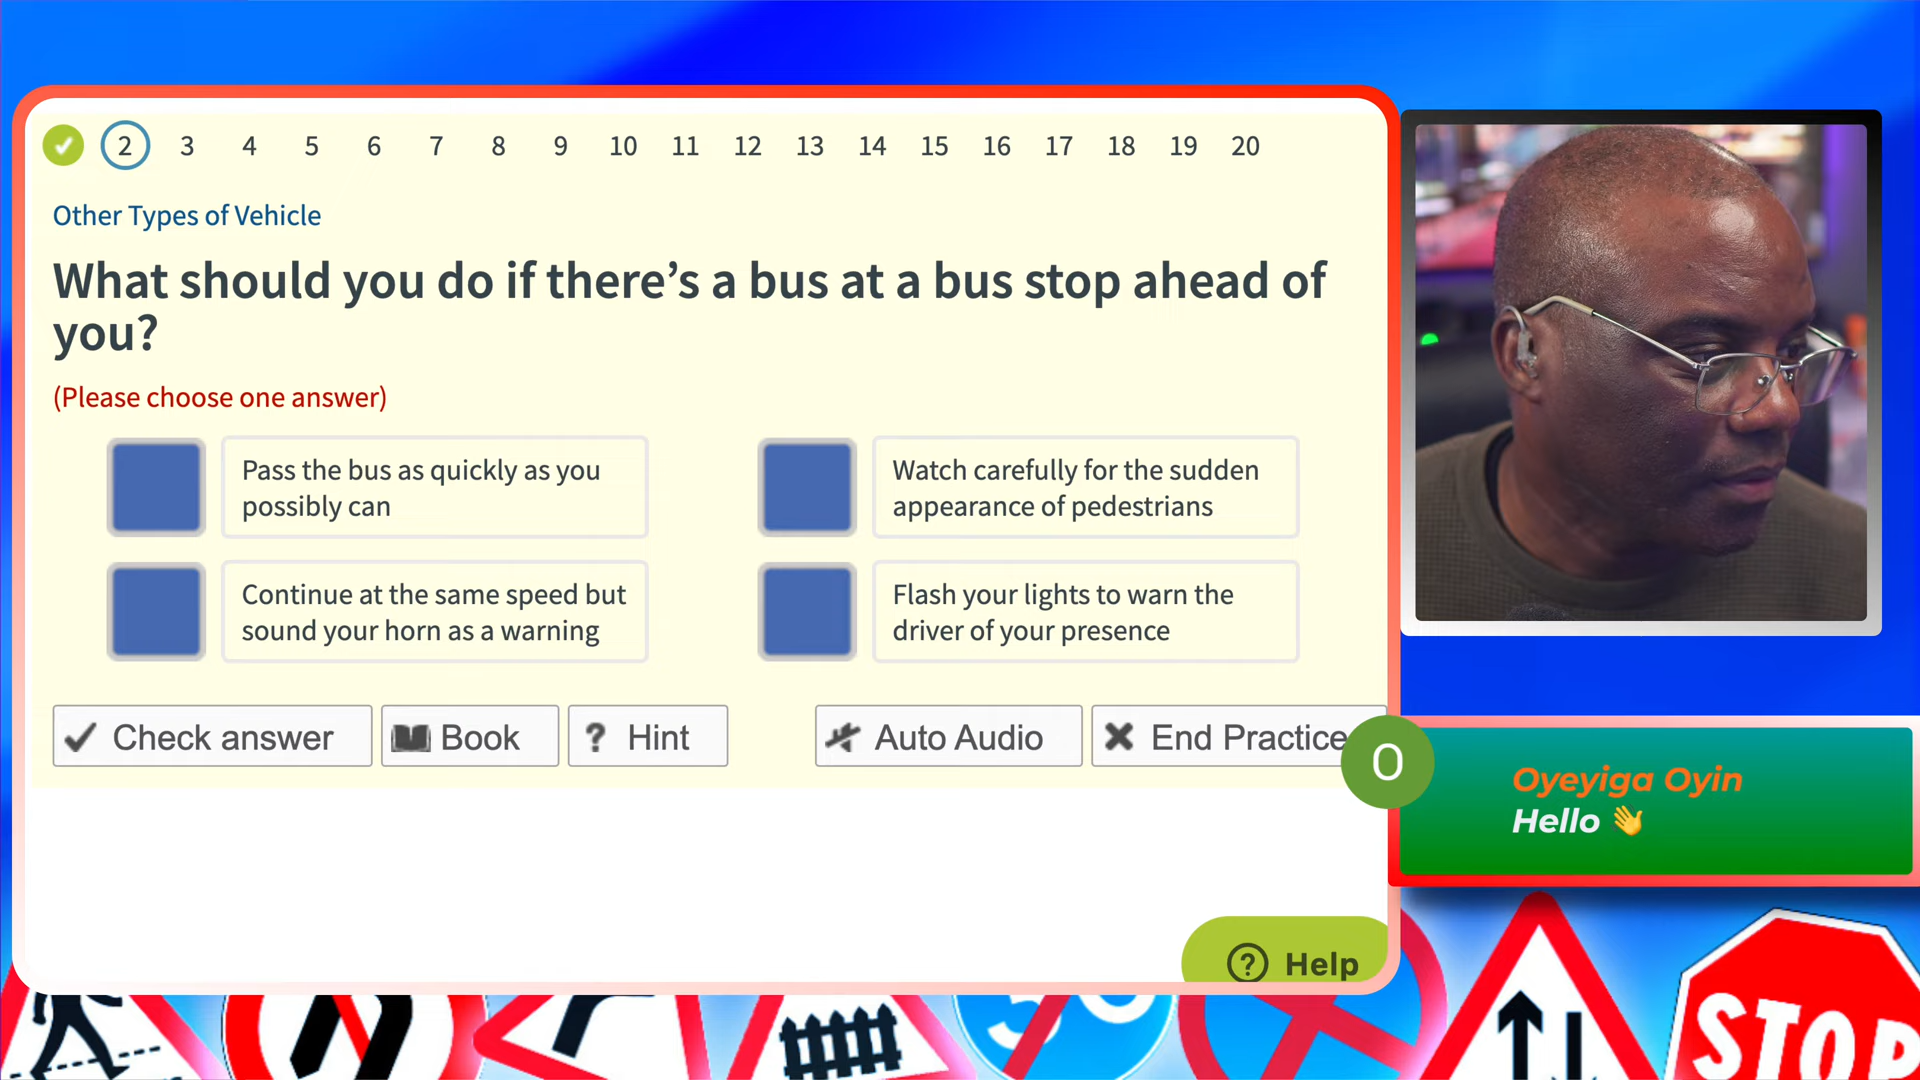 2 3 4 5 6 7 8 9 10 11 12 13 14 15 16 17 18 19 20
Other Types of Vehicle
What should you do if there’s a bus at a bus stop ahead of
you?
(Please choose one answer)
Pass the bus as quickly as you
possibly can
Watch carefully for the sudden
appearance of pedestrians
Continue at the same speed but
sound your horn as a warning
Flash your lights to warn the
driver of your presence
Check answer
Book
? Hint
Auto Audio
End Practice
O
Oyeyiga Oyin
Hello 👋
? Help
STOP